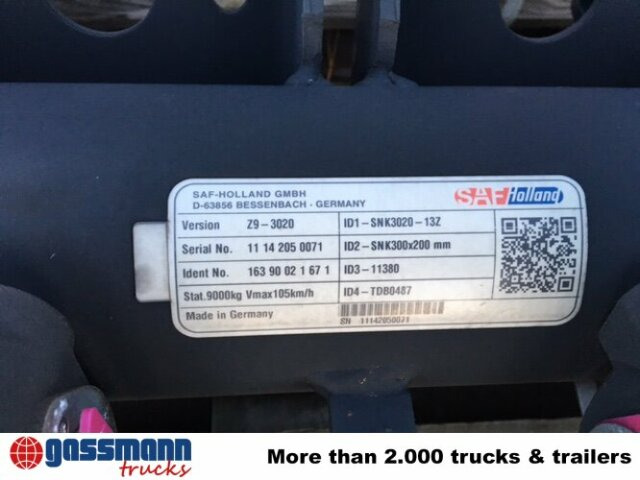 SAF-HOLLAND GMBH
D-63856 BESSENBACH - GERMANY
SAF Holland
Version Z9-3020 ID1-SNK3020-13Z
Serial No. 11 14 205 0071 ID2-SNK300x200 mm
Ident No. 163 90 02 1 67 1 ID3-11380
Stat.9000kg Vmax105km/h ID4-TDB0487
Made in Germany
SN 11142050071
gassmann
trucks
More than 2.000 trucks & trailers